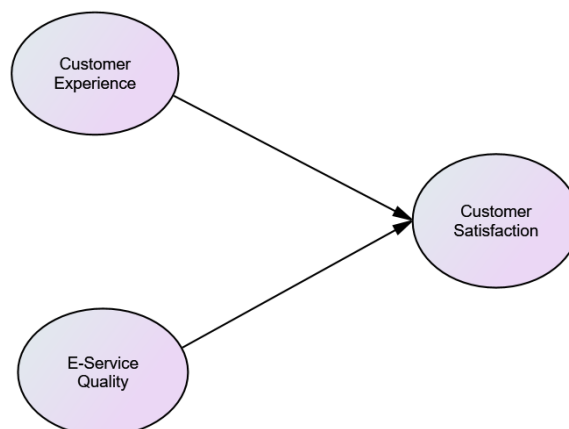 Customer
Experience
Customer
Satisfaction
E-Service
Quality